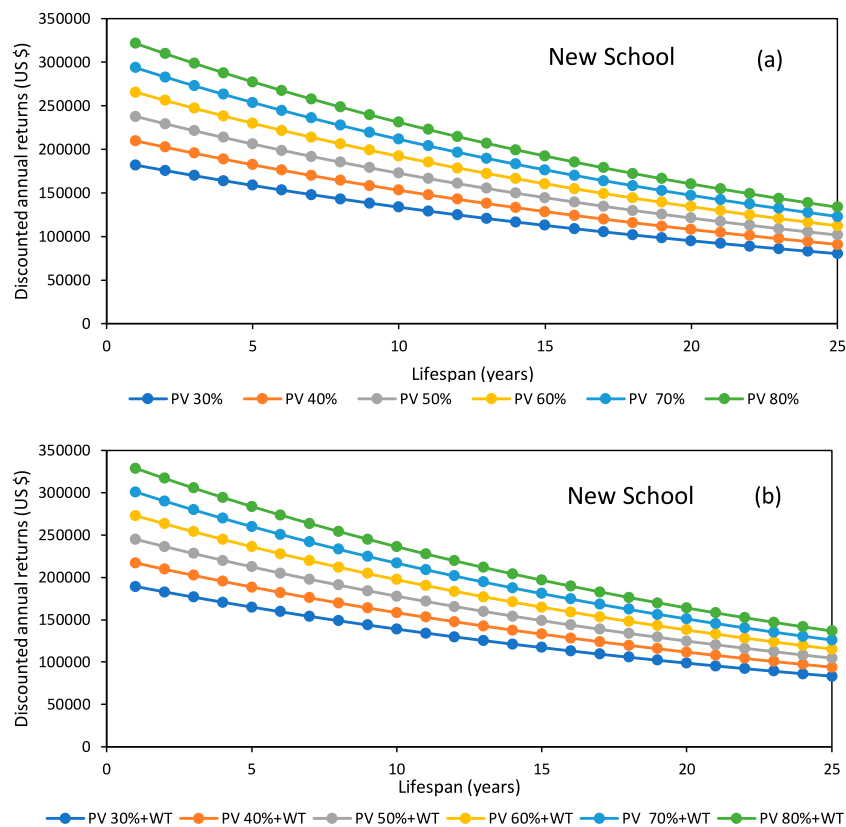 350000
300000
250000
200000
150000
100000
50000
0
Discounted annual returns (US $)
New School (a)
0 5 10 15 20 25
Lifespan (years)
PV 30% PV 40% PV 50% PV 60% PV 70% PV 80%
350000
300000
250000
200000
150000
100000
50000
0
Discounted annual returns (US $)
New School (b)
0 5 10 15 20 25
Lifespan (years)
PV 30%+WT PV 40%+WT PV 50%+WT PV 60%+WT PV 70%+WT PV 80%+WT